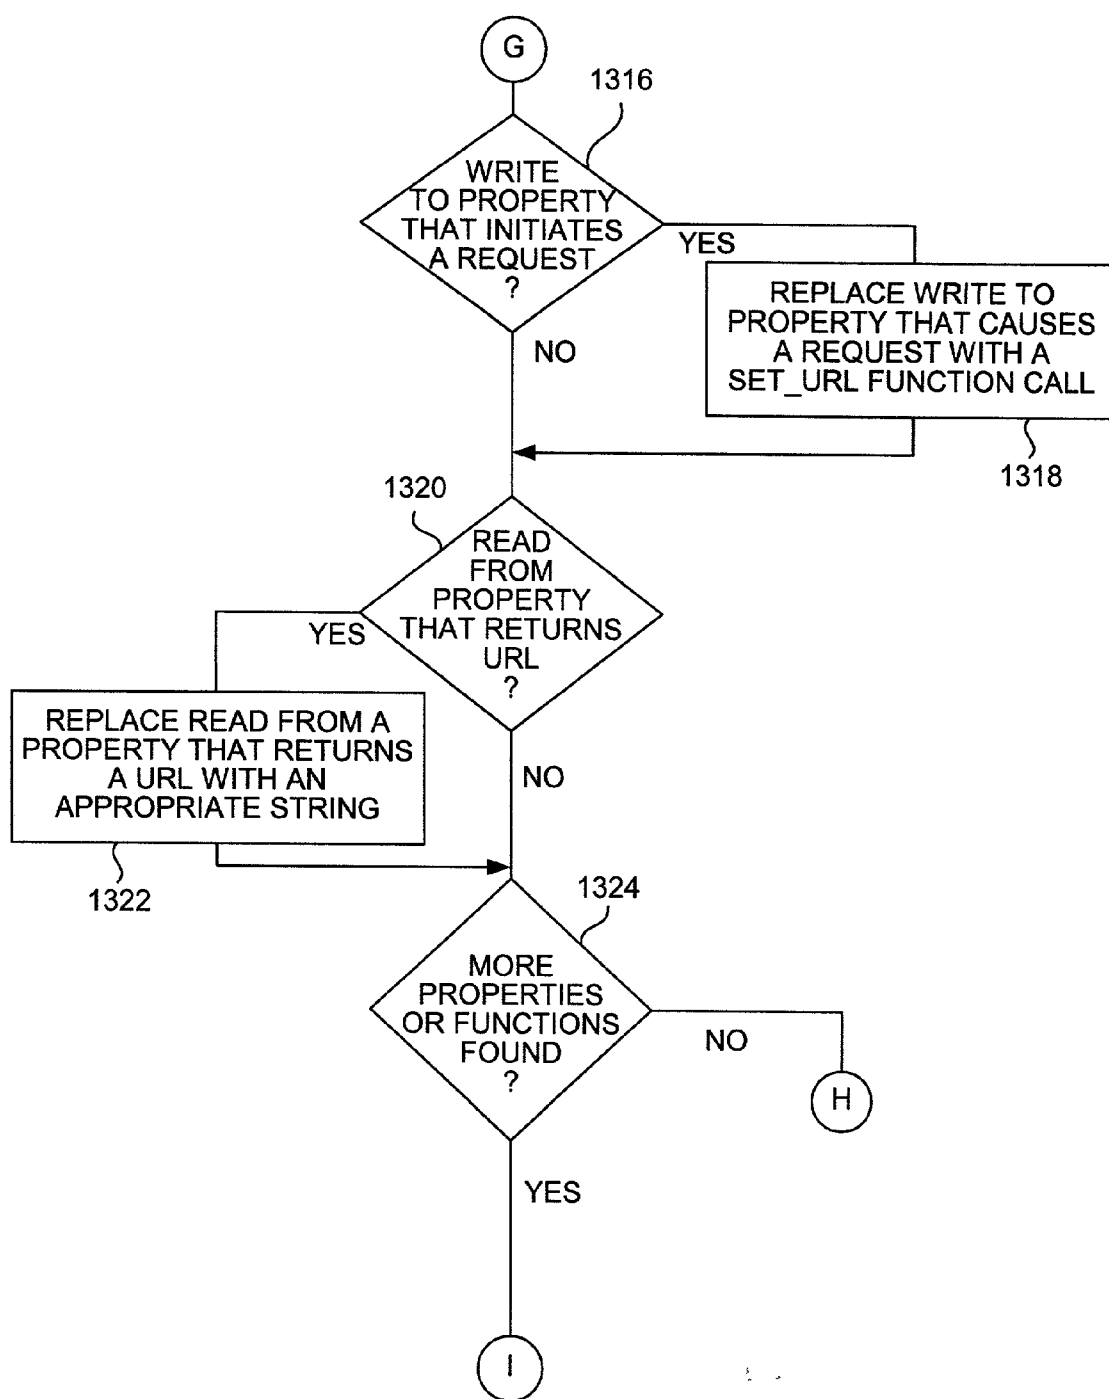 G
1316
WRITE
TO PROPERTY
THAT INITIATES
A REQUEST
?
YES
NO
REPLACE WRITE TO
PROPERTY THAT CAUSES
A REQUEST WITH A
SET_URL FUNCTION CALL
1318
1320
READ
FROM
PROPERTY
THAT RETURNS
URL
?
YES
NO
REPLACE READ FROM A
PROPERTY THAT RETURNS
A URL WITH AN
APPROPRIATE STRING
1322
1324
MORE
PROPERTIES
OR FUNCTIONS
FOUND
?
NO
H
YES
I